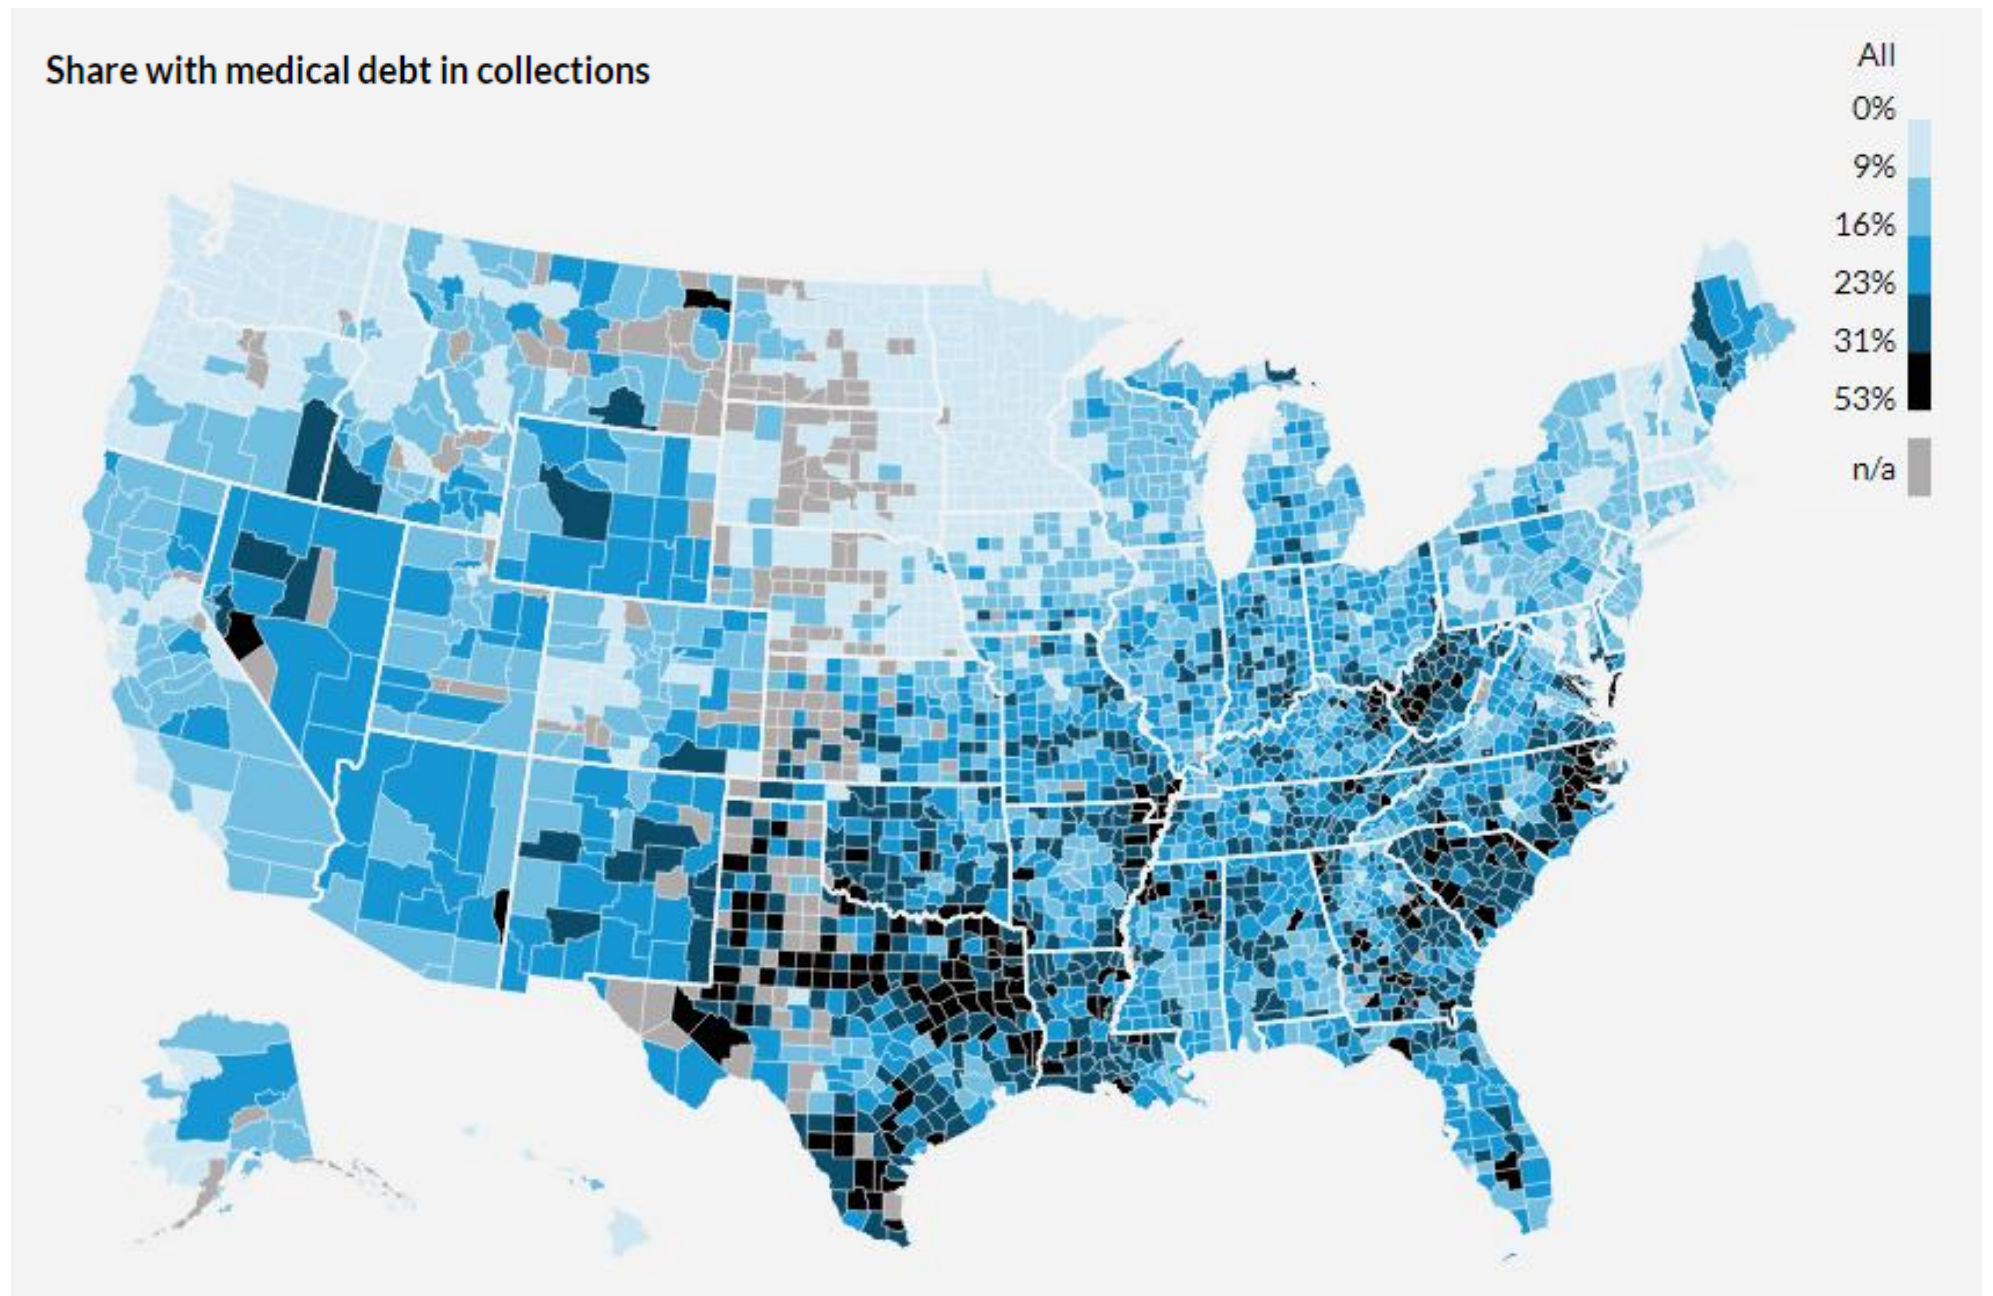 Share with medical debt in collections
All
0%
9%
16%
23%
31%
53%
n/a